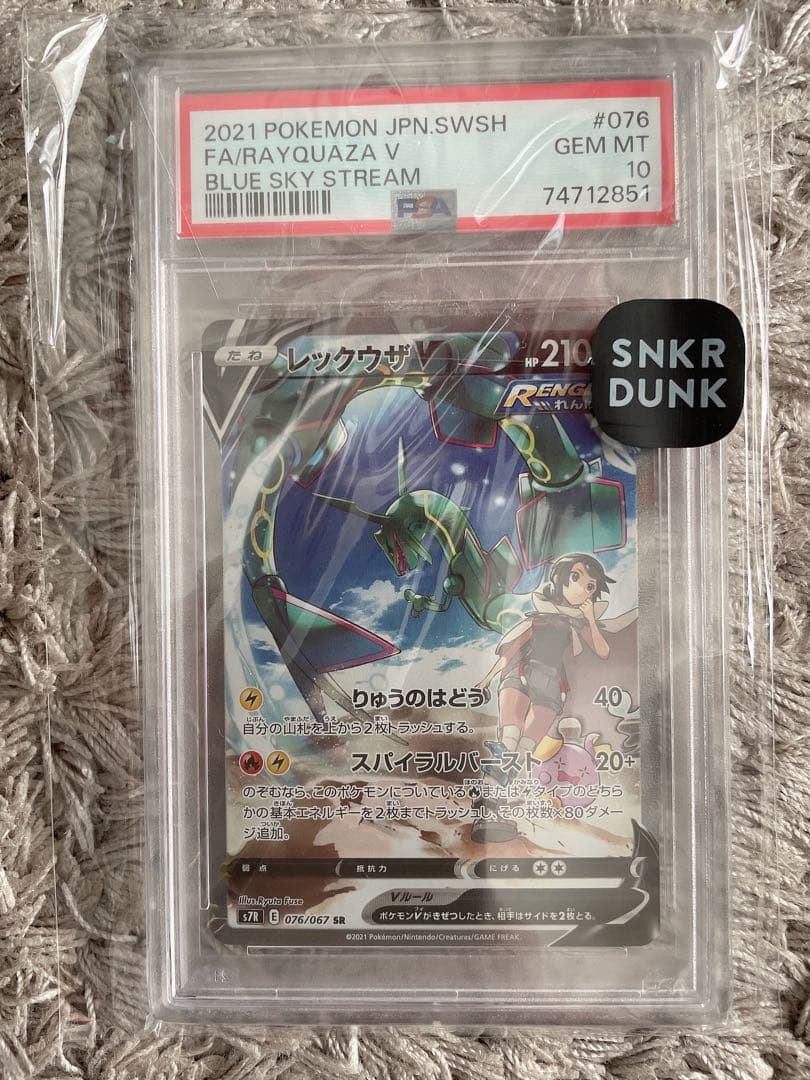 2021 POKEMON JPN.SWSH #076
FA/RAYQUAZA V GEM MT
BLUE SKY STREAM 10
74712851
PSA
SNKR
DUNK
たね レックウザV HP 210
RENGE
れん
りゅうのはどう 40
自分の山札を上から2枚トラッシュする。
スパイラルバースト 20+
のぞむなら、このポケモンについている または タイプのどちら
かの基本エネルギーを2枚までトラッシュし、その枚数×80ダメー
ジ追加。
弱点 抵抗力 にげる
Vルール
ポケモンVがきぜつしたとき、相手はサイドを2枚とる。
Illus. Ryuta Fuse
s7R E 076/067 SR
©2021 Pokémon/Nintendo/Creatures/GAME FREAK.